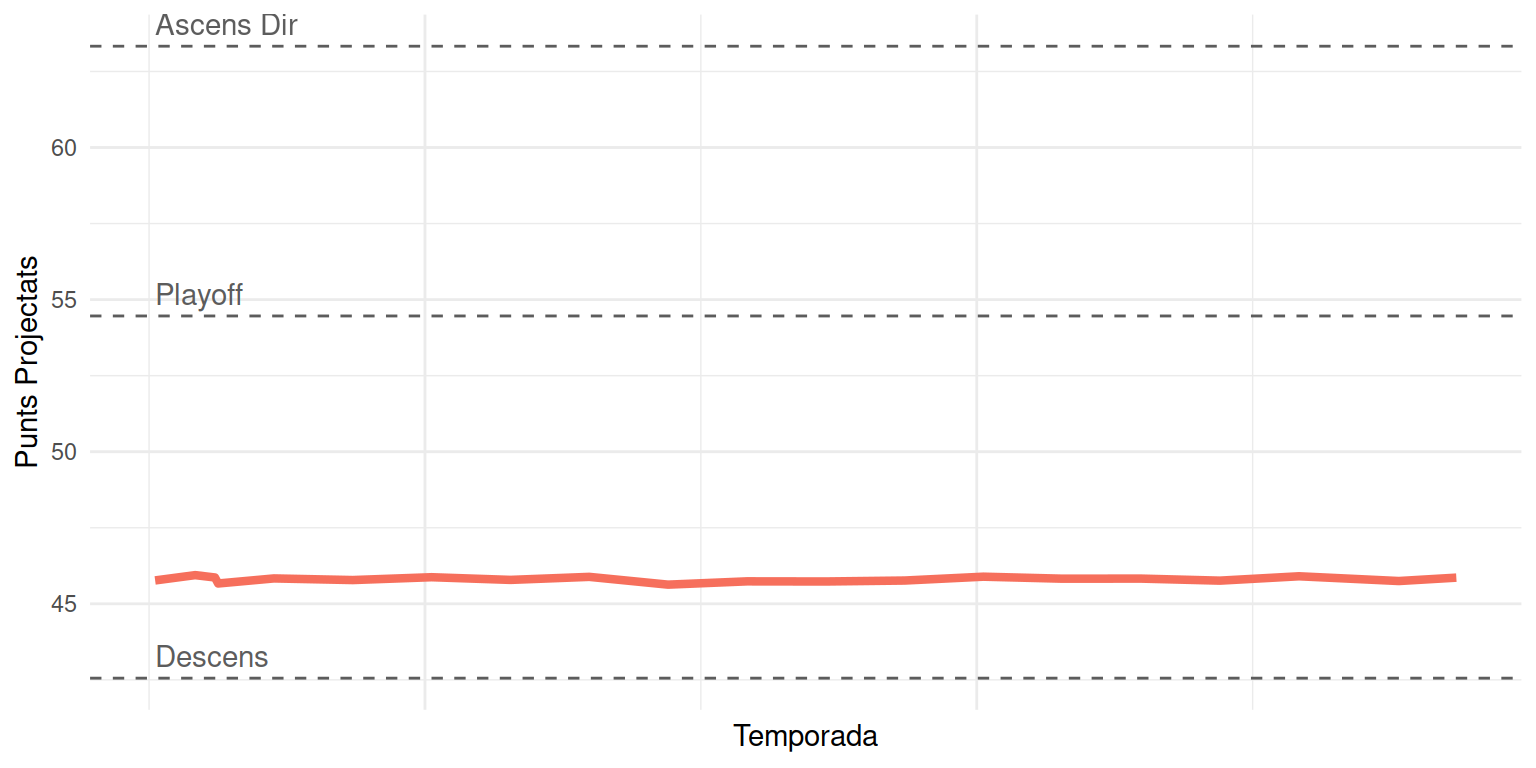 Ascens Dir
60
Playoff
55
50
45
Descens
Punts Projectats
Temporada